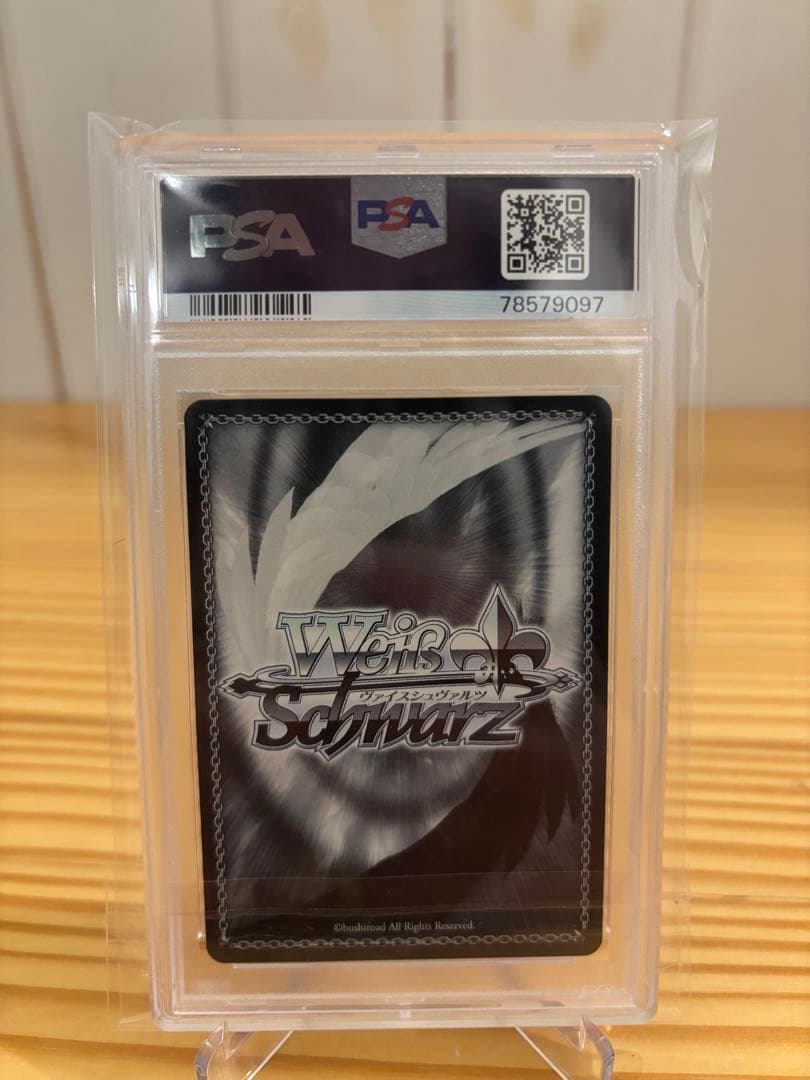 PSA
PSA
78579097
Weiß
ヴァイスシュヴァルツ
Schwarz
©bushiroad All Rights Reserved.